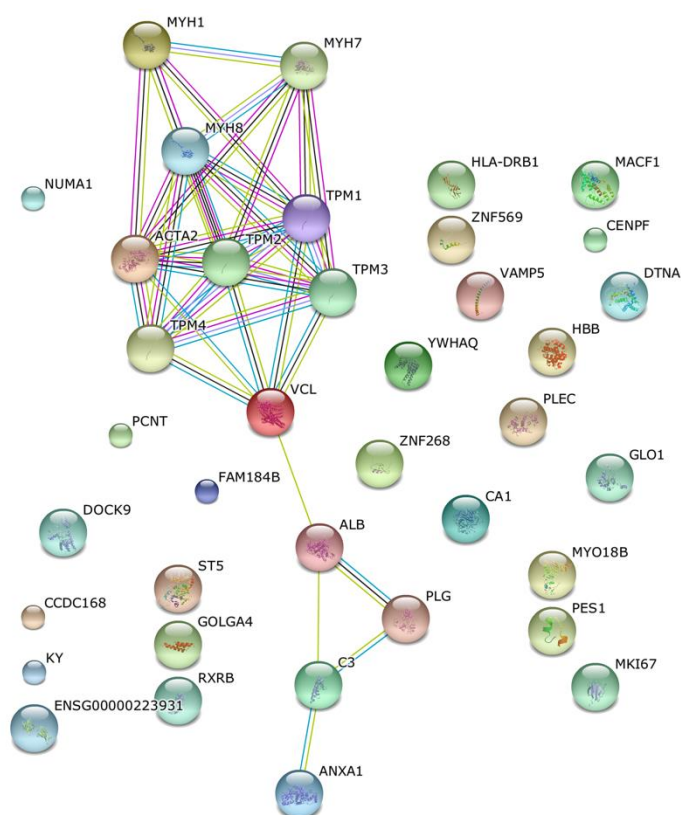 MYH1
MYH7
MYH8
HLA-DRB1
MACF1
NUMA1
TPM1
ZNF569
CENPF
ACTA2
TPM2
TPM3
VAMP5
DTNA
TPM4
YWHAQ
HBB
VCL
PLEC
PCNT
ZNF268
GLO1
FAM184B
DOCK9
CA1
ALB
ST5
MYO18B
CCDC168
PLG
GOLGA4
PES1
KY
C3
RXRB
MKI67
ENSG00000223931
ANXA1